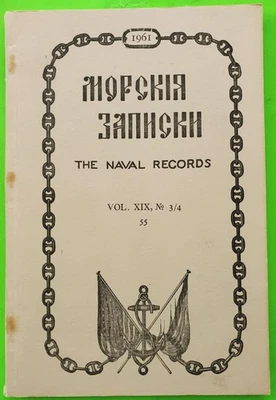 1961
МОРСКІЯ
ЗАПИСКИ
THE NAVAL RECORDS
VOL. XIX, № 3/4
55